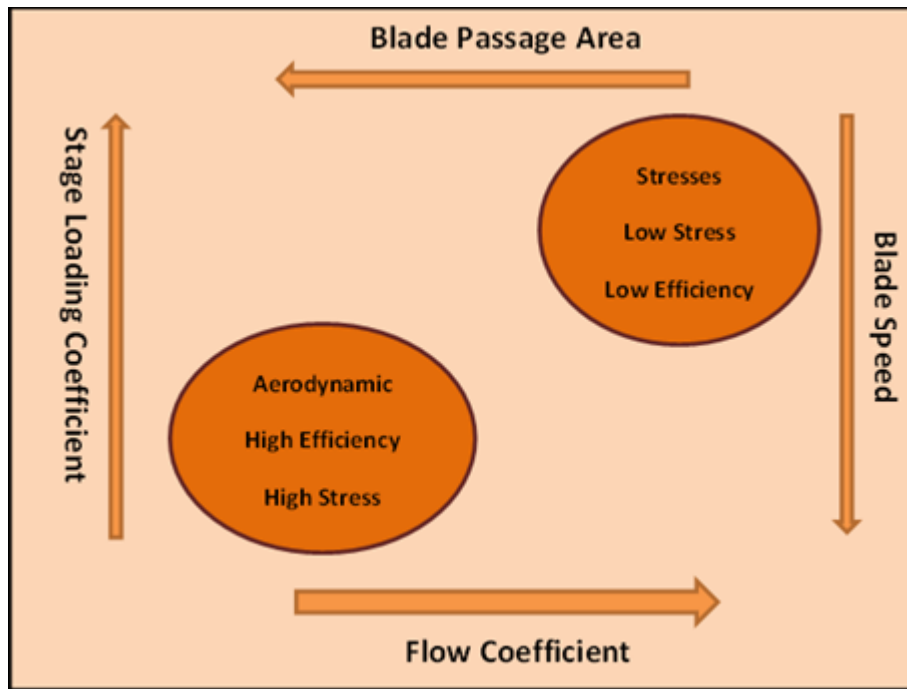 Blade Passage Area
Stage Loading Coefficient
Stresses
Low Stress
Low Efficiency
Blade Speed
Aerodynamic
High Efficiency
High Stress
Flow Coefficient